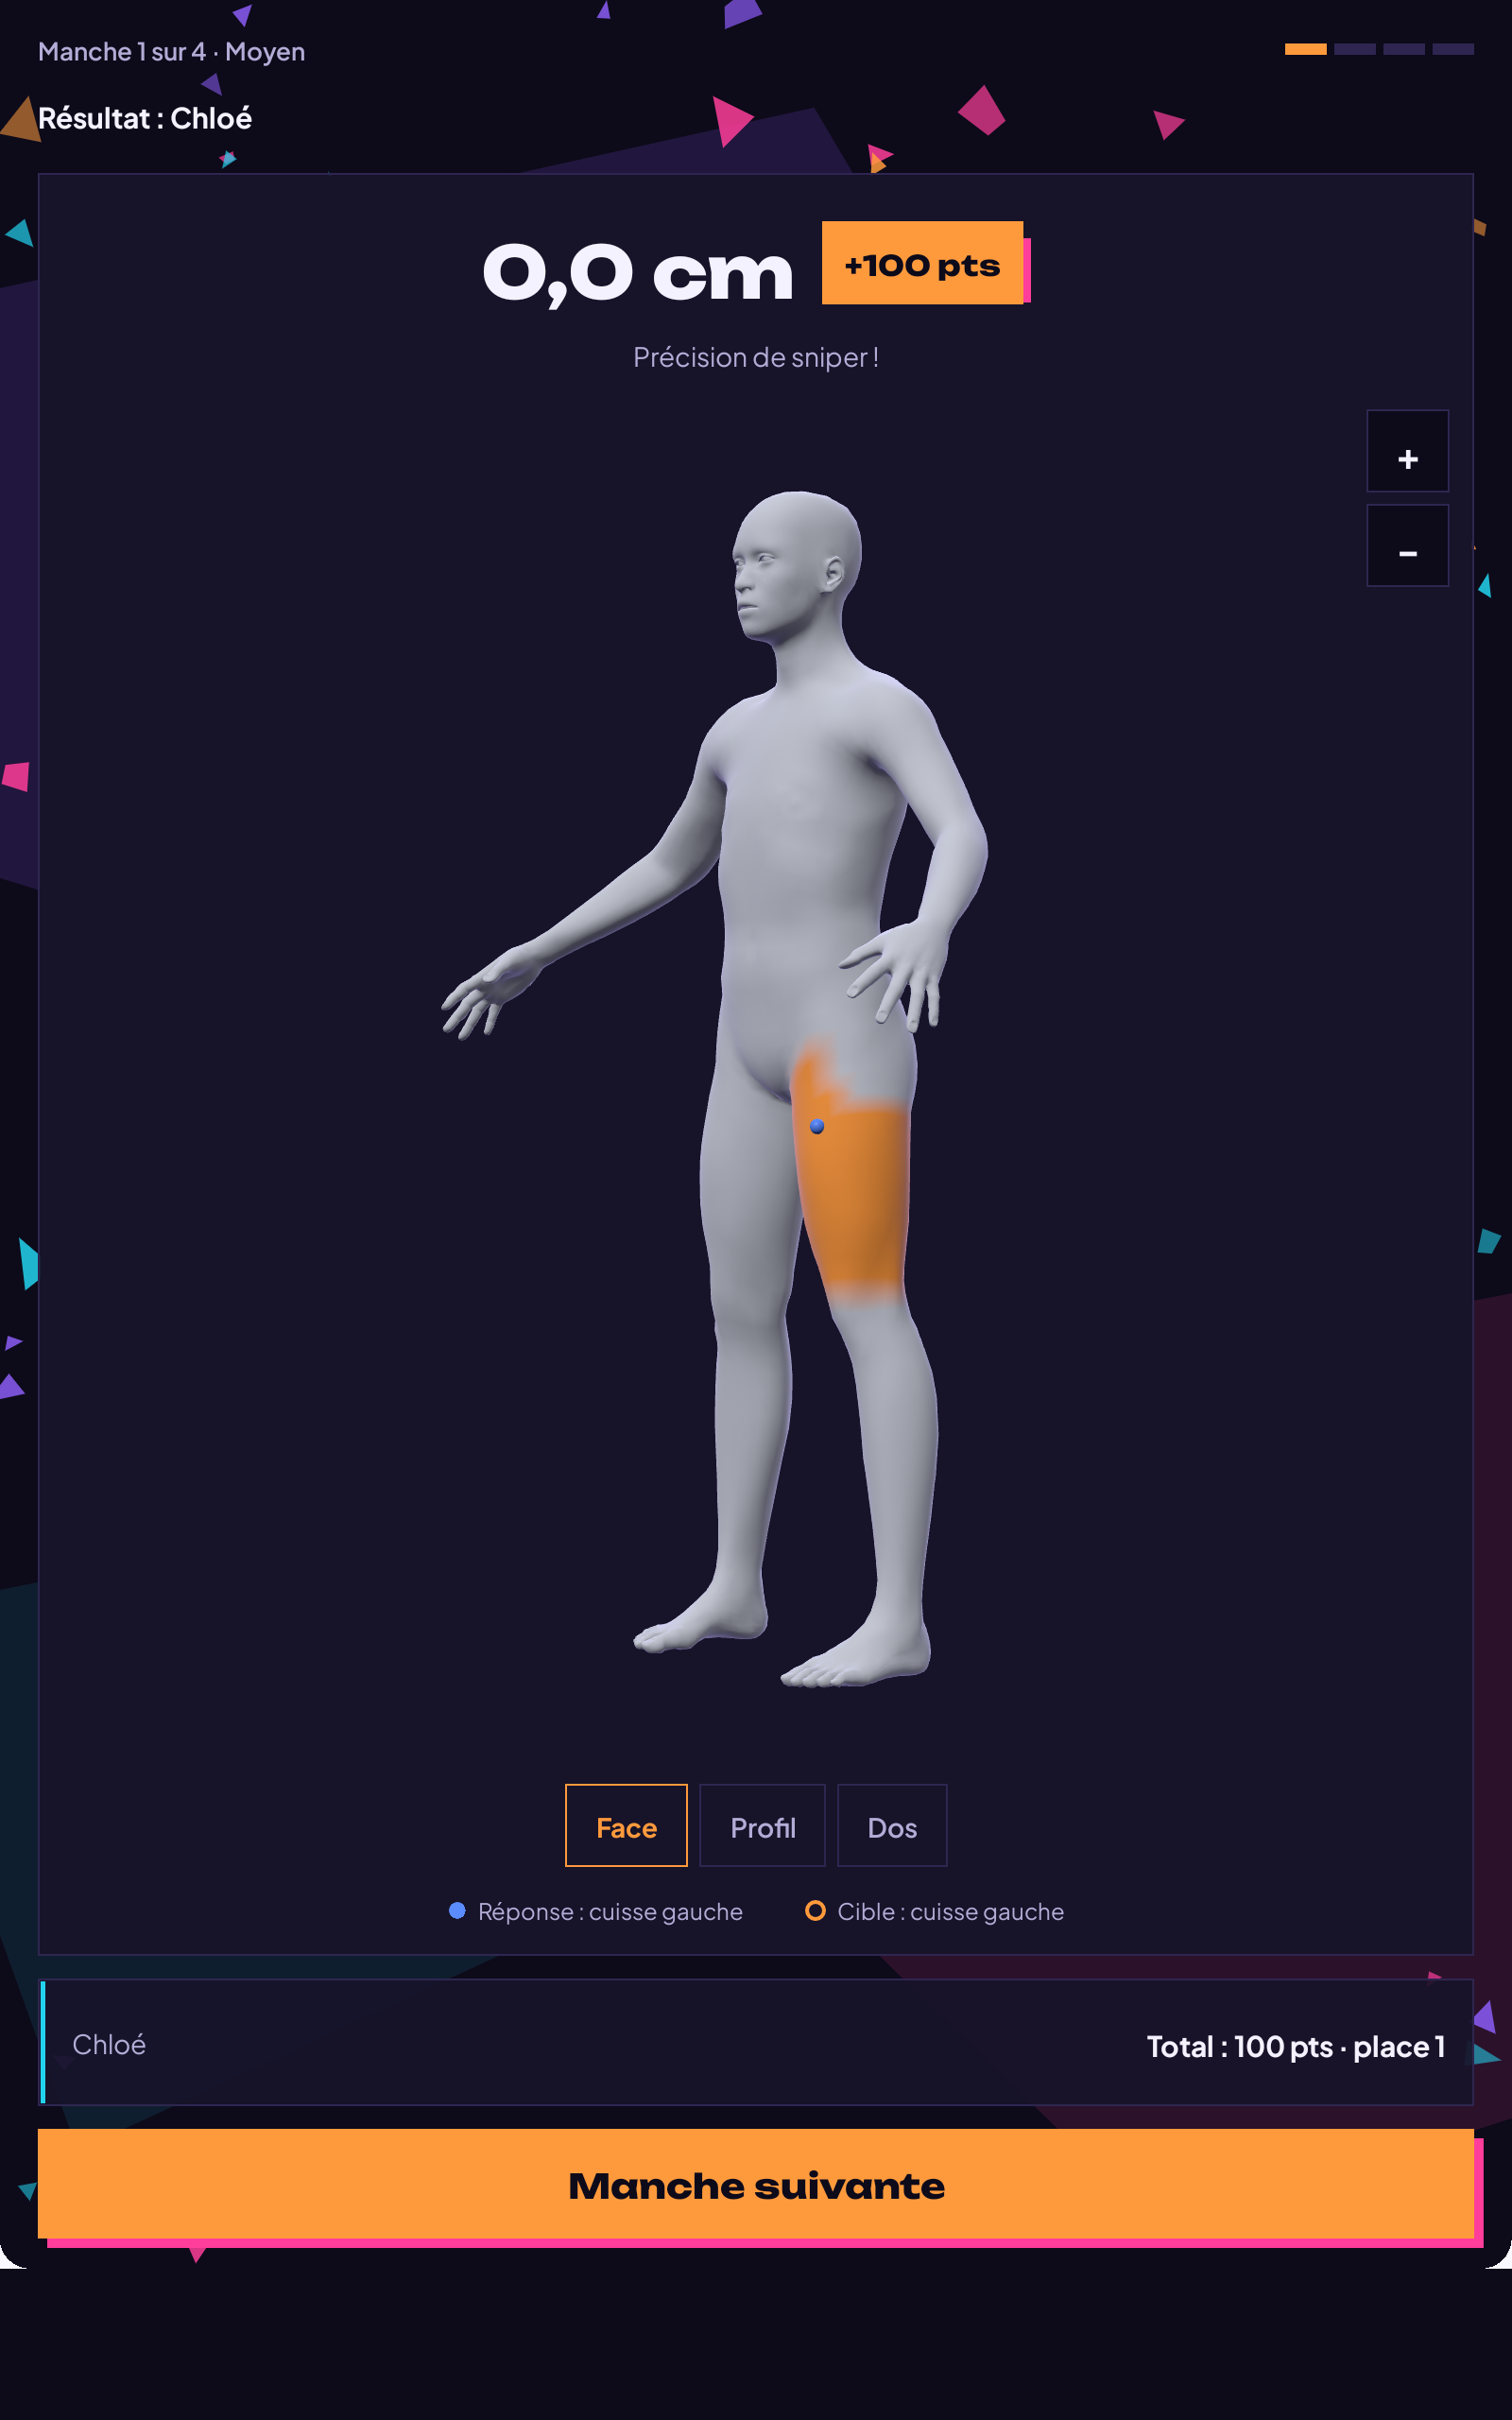 Manche 1 sur 4 · Moyen
Résultat : Chloé
0,0 cm
+100 pts
Précision de sniper !
+
–
Face
Profil
Dos
Réponse : cuisse gauche
Cible : cuisse gauche
Chloé
Total : 100 pts · place 1
Manche suivante